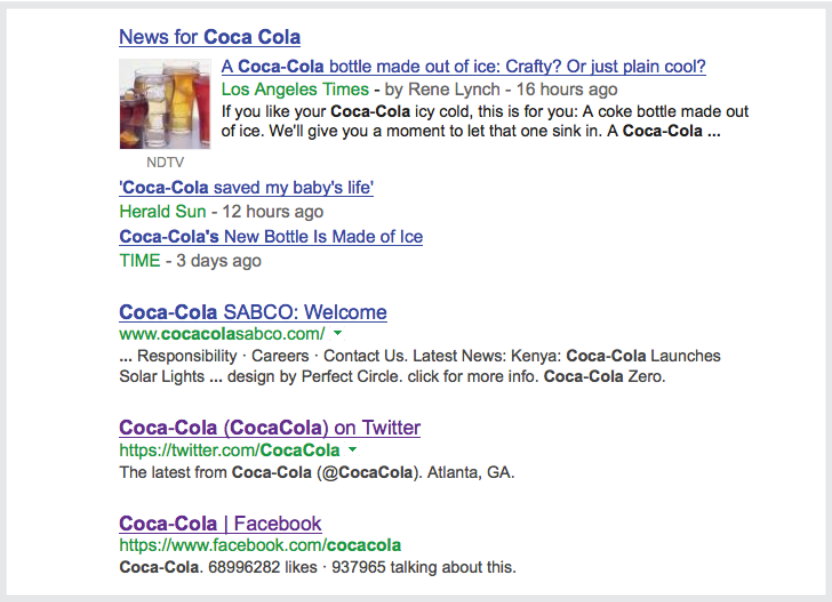 News for Coca Cola
A Coca-Cola bottle made out of ice: Crafty? Or just plain cool?
Los Angeles Times - by Rene Lynch - 16 hours ago
If you like your Coca-Cola icy cold, this is for you: A coke bottle made out
of ice. We'll give you a moment to let that one sink in. A Coca-Cola ...
NDTV
'Coca-Cola saved my baby's life'
Herald Sun - 12 hours ago
Coca-Cola's New Bottle Is Made of Ice
TIME - 3 days ago
Coca-Cola SABCO: Welcome
www.cocacolasabco.com/
... Responsibility · Careers · Contact Us. Latest News: Kenya: Coca-Cola Launches
Solar Lights ... design by Perfect Circle. click for more info. Coca-Cola Zero.
Coca-Cola (CocaCola) on Twitter
https://twitter.com/CocaCola
The latest from Coca-Cola (@CocaCola). Atlanta, GA.
Coca-Cola | Facebook
https://www.facebook.com/cocacola
Coca-Cola. 68996282 likes · 937965 talking about this.